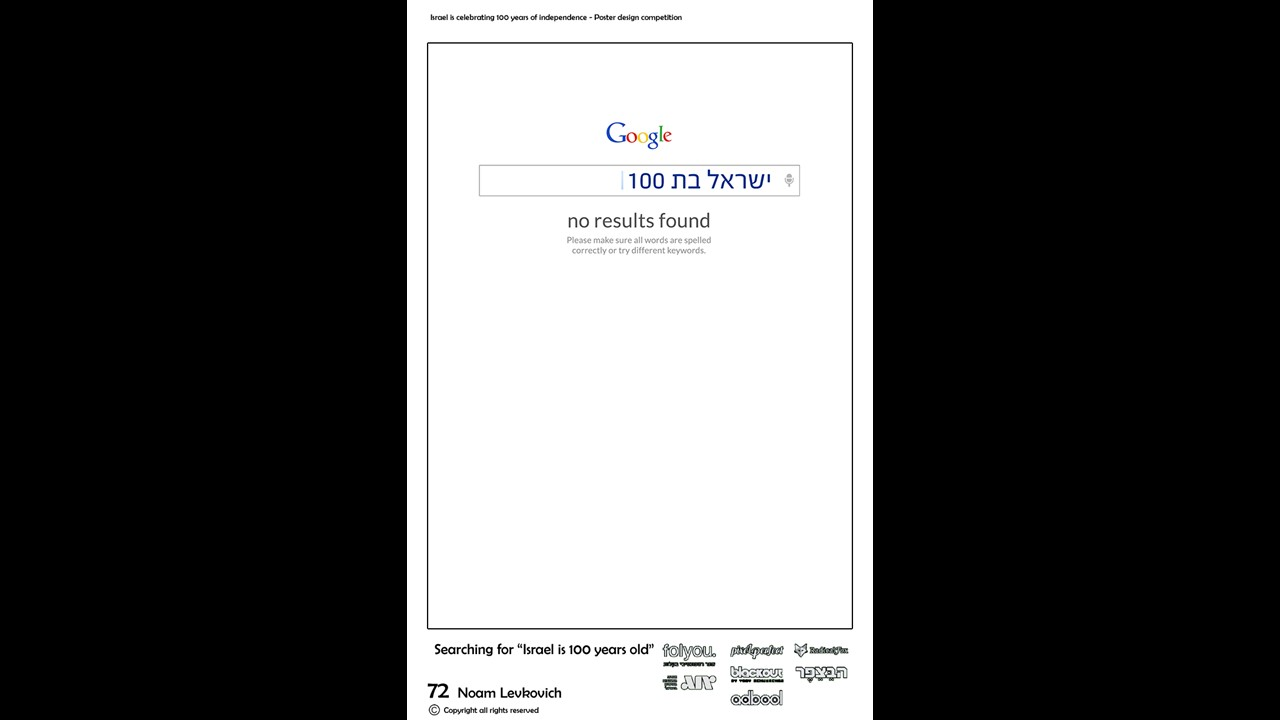 Israel is celebrating 100 years of independence - Poster design competition
Google
ישראל בת 100
no results found
Please make sure all words are spelled
correctly or try different keywords.
Searching for “Israel is 100 years old”
folyou.
pixelperfect
RadicalFox
blackout
הבצפר
adbool
72 Noam Levkovich
© Copyright all rights reserved